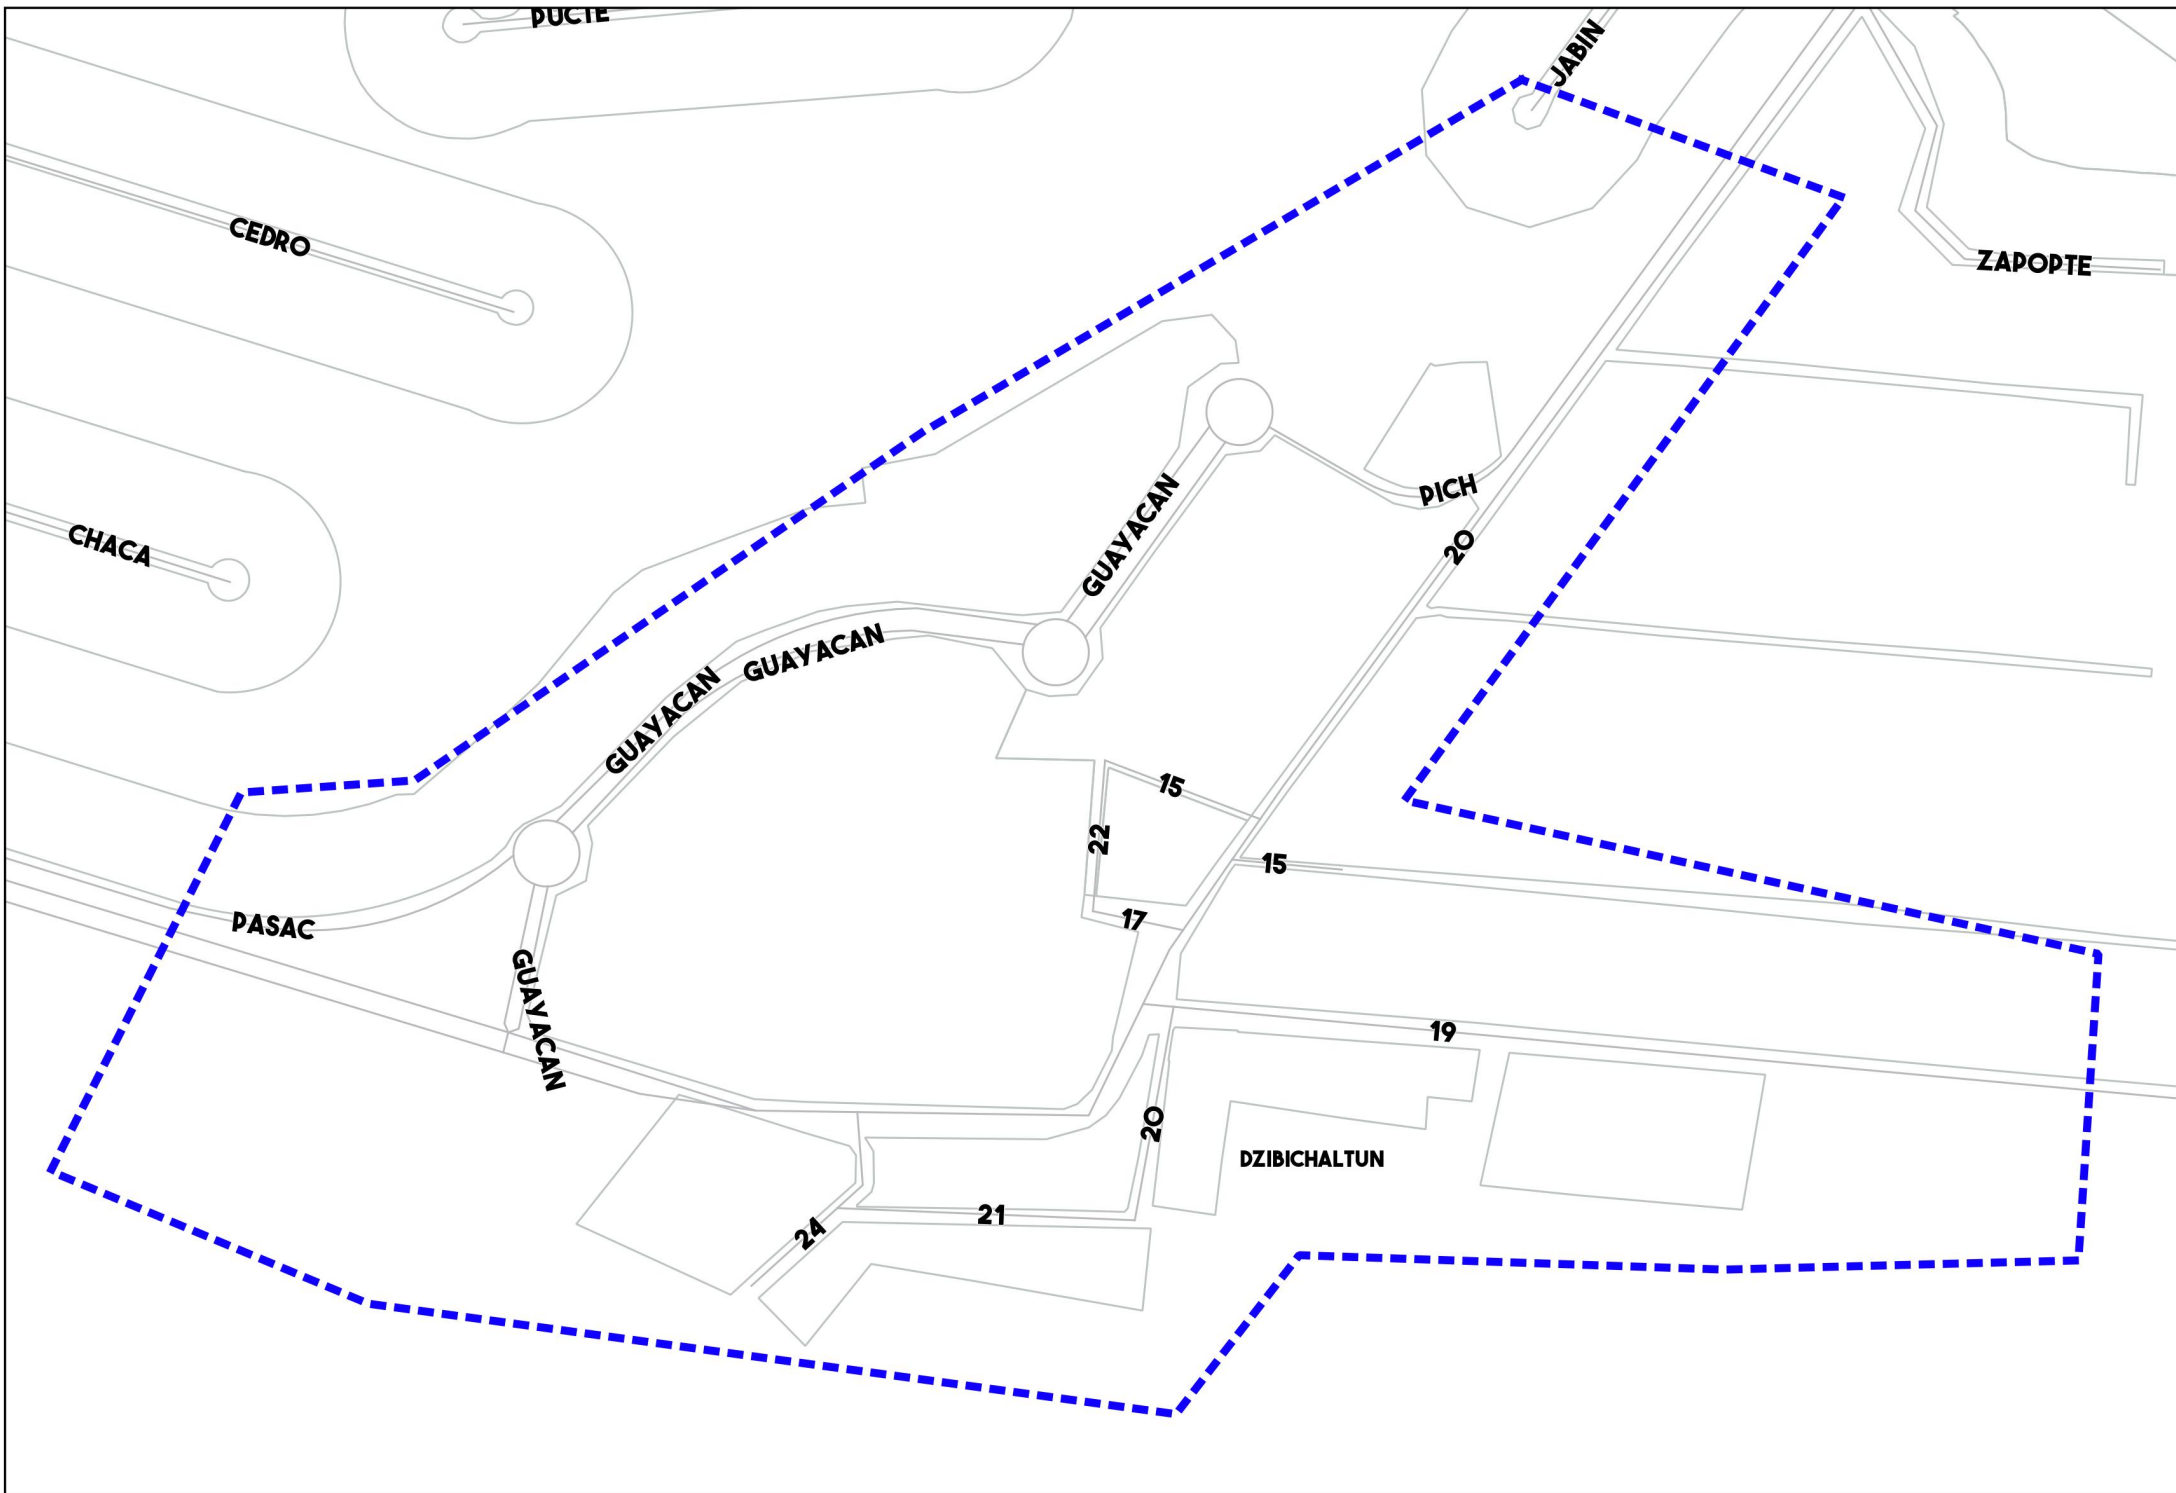 PUCTE
JABIN
CEDRO
ZAPOPTE
CHACA
GUAYACAN
PICH
20
GUAYACAN
GUAYACAN
15
22
15
17
PASAC
GUAYACAN
19
20
DZIBICHALTUN
21
24